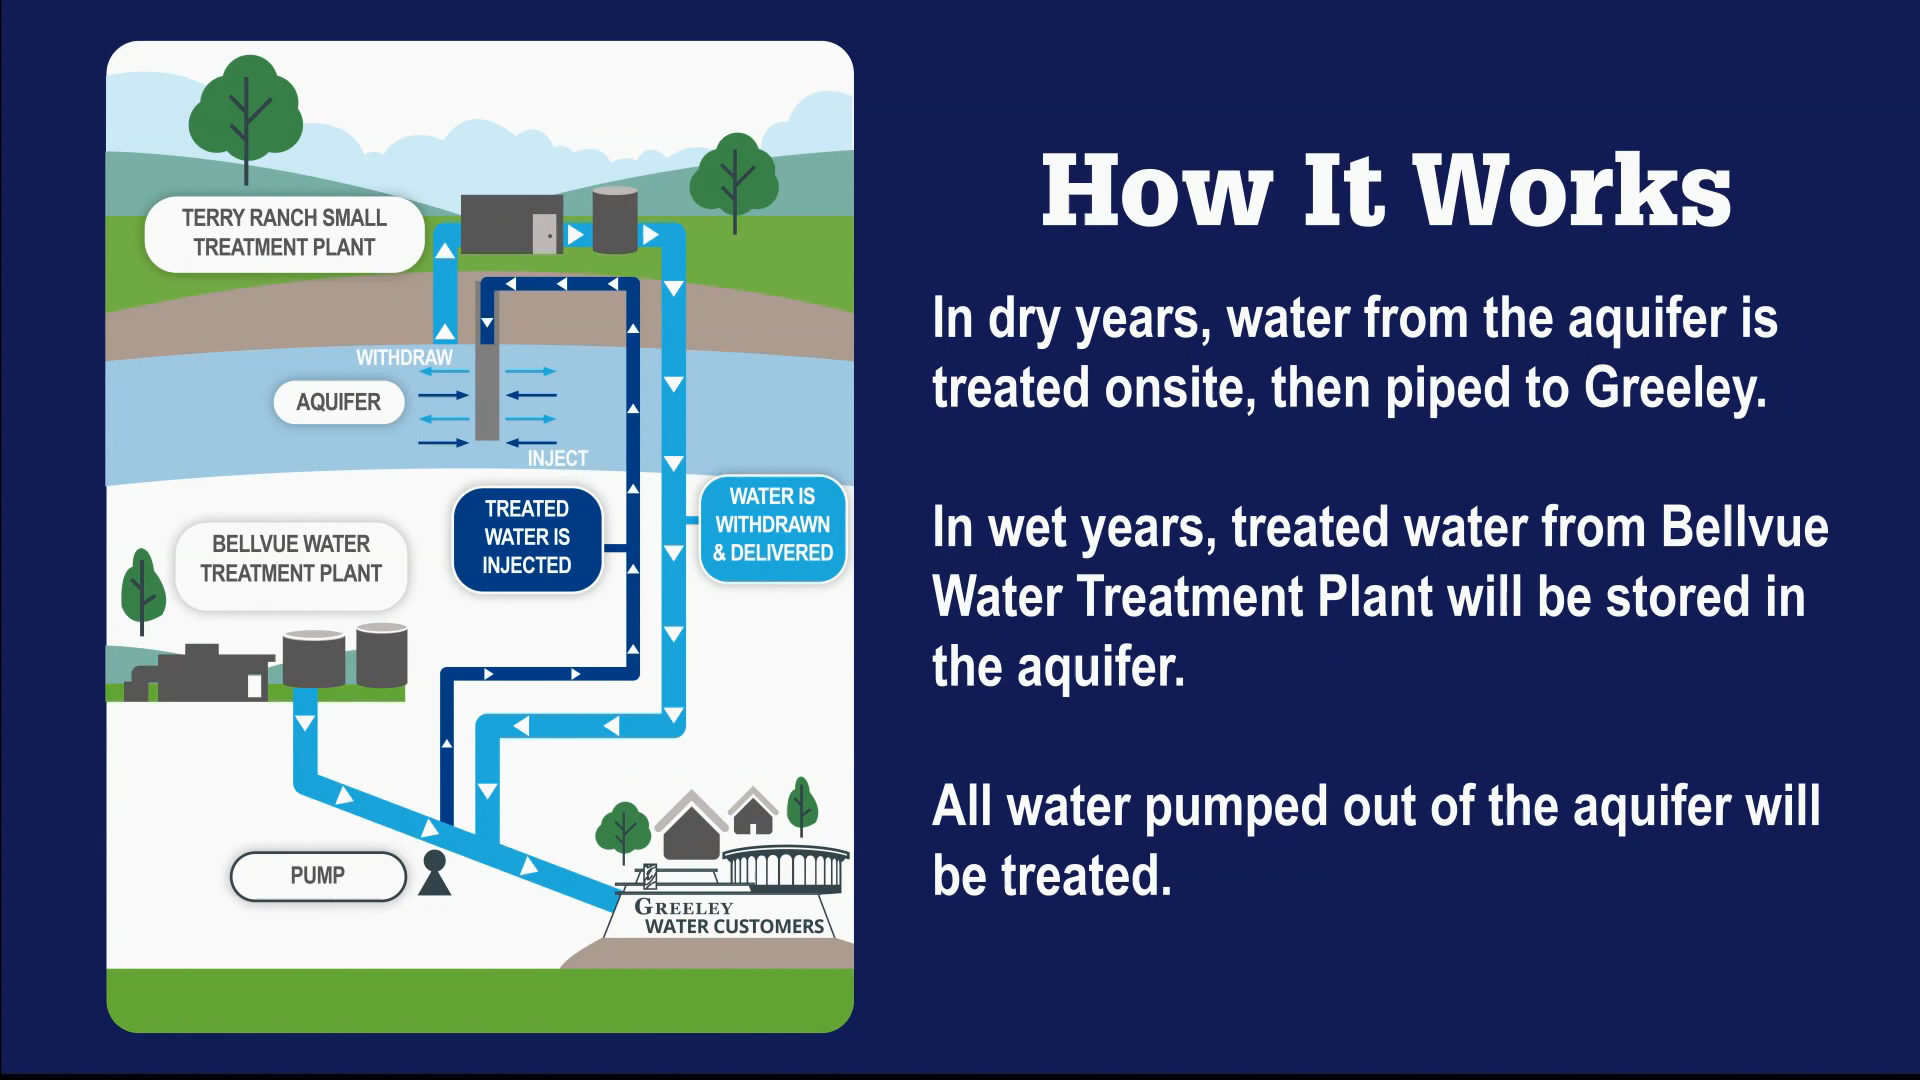 How It Works
In dry years, water from the aquifer is
treated onsite, then piped to Greeley.
In wet years, treated water from Bellvue
Water Treatment Plant will be stored in
the aquifer.
All water pumped out of the aquifer will
be treated.
TERRY RANCH SMALL
TREATMENT PLANT
WITHDRAW
AQUIFER
INJECT
TREATED
WATER IS
INJECTED
WATER IS
WITHDRAWN
& DELIVERED
BELLVUE WATER
TREATMENT PLANT
PUMP
GREELEY
WATER CUSTOMERS